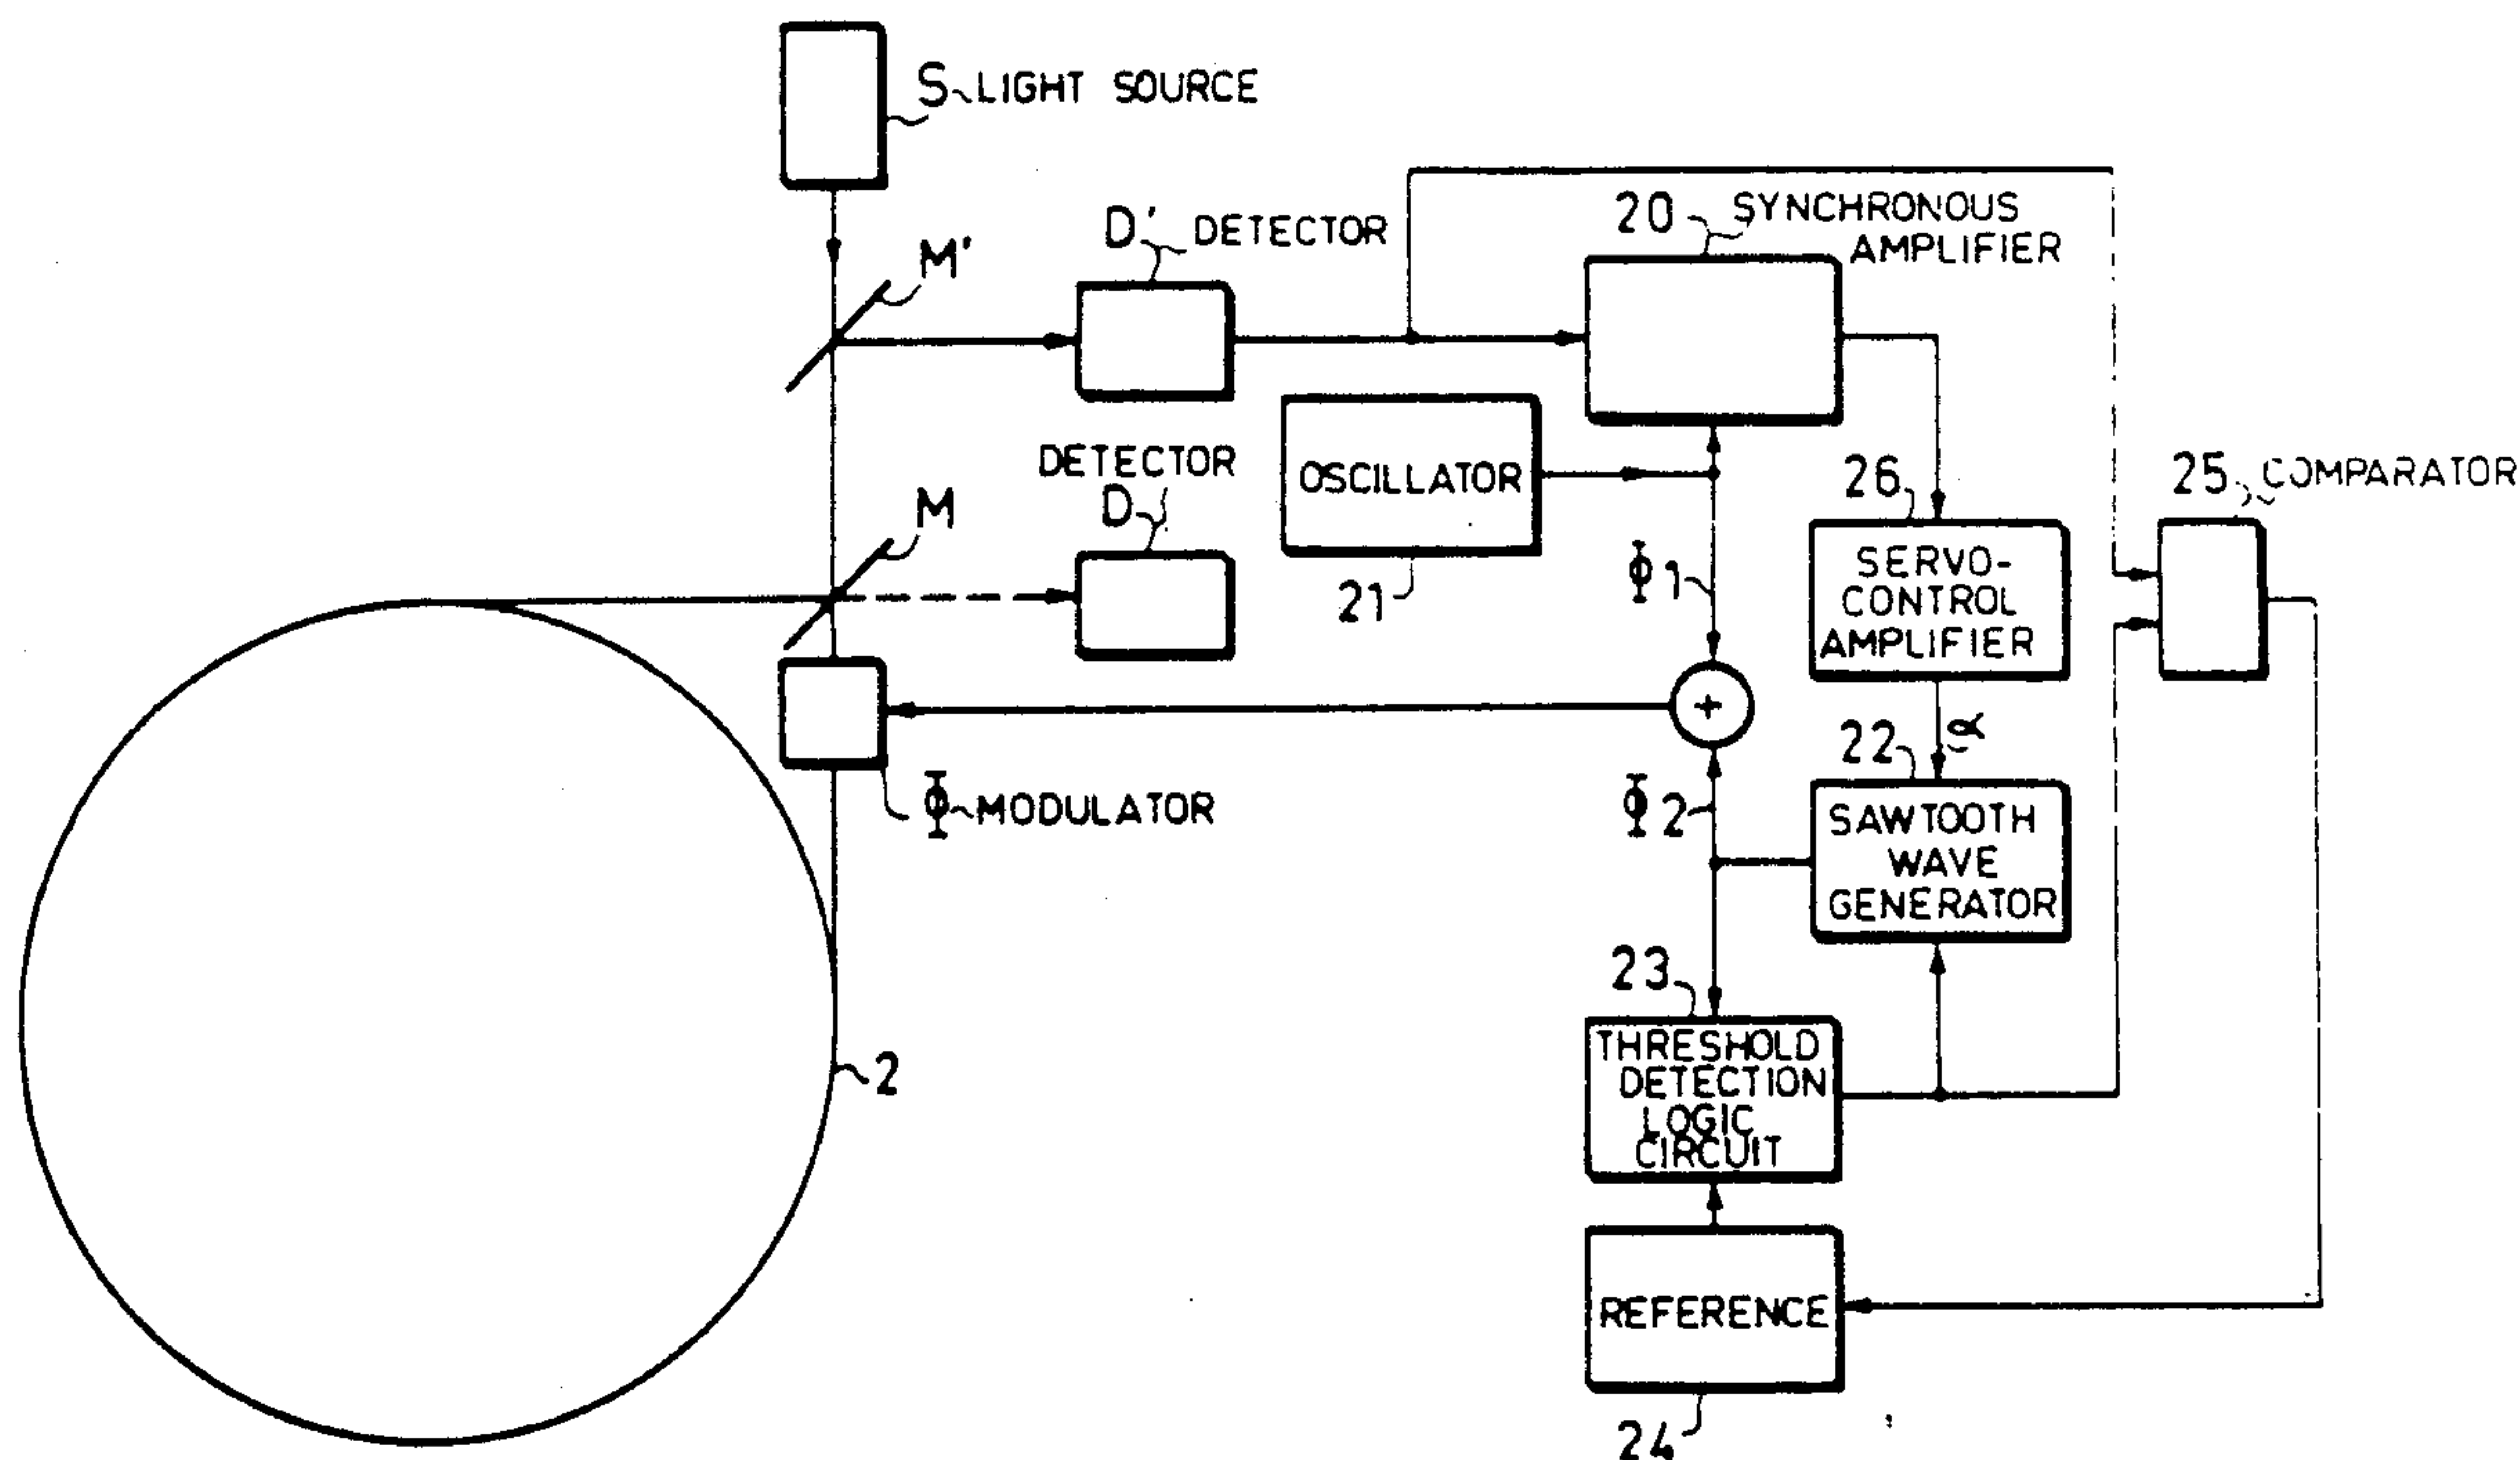 S LIGHT SOURCE
M'
D' DETECTOR
20 SYNCHRONOUS
AMPLIFIER
DETECTOR
D
M
OSCILLATOR
21
Φ1
26
SERVO-
CONTROL
AMPLIFIER
25 COMPARATOR
+
α
22
SAWTOOTH
WAVE
GENERATOR
Φ MODULATOR
Φ2
2
23
THRESHOLD
DETECTION
LOGIC
CIRCUIT
REFERENCE
24